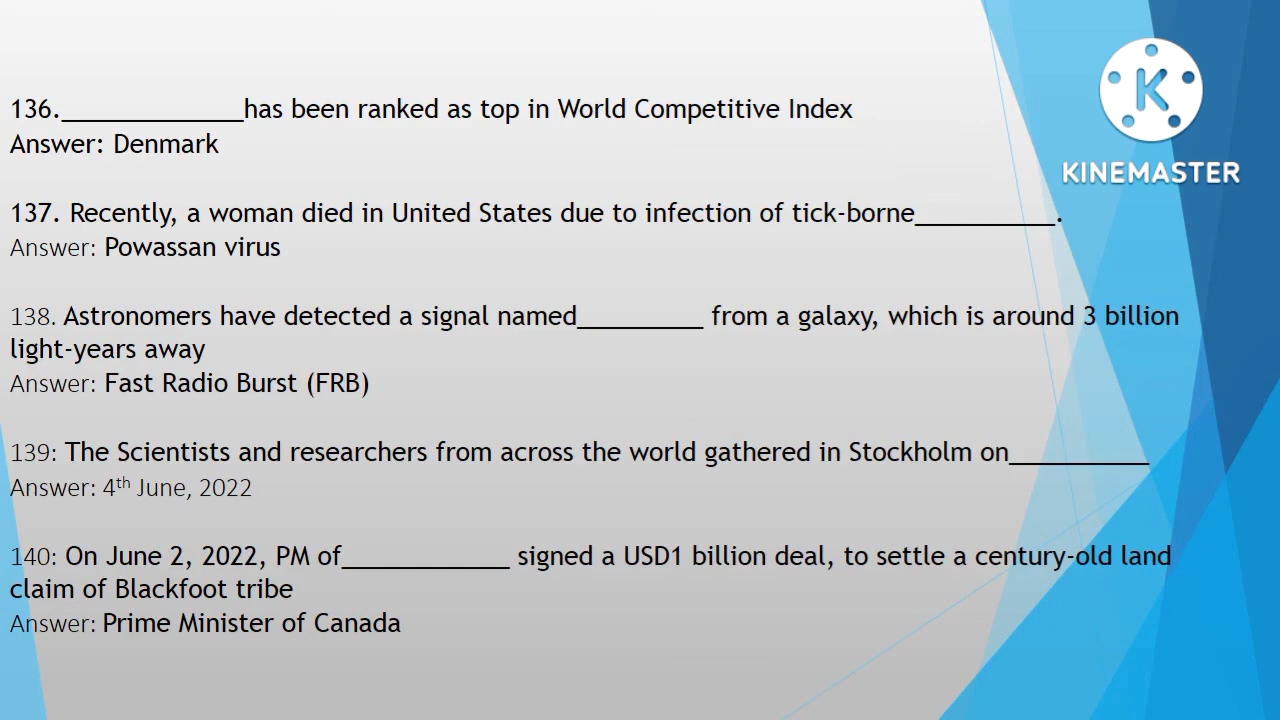 136._____________has been ranked as top in World Competitive Index
Answer: Denmark
137. Recently, a woman died in United States due to infection of tick-borne__________.
Answer: Powassan virus
138. Astronomers have detected a signal named_________ from a galaxy, which is around 3 billion
light-years away
Answer: Fast Radio Burst (FRB)
139: The Scientists and researchers from across the world gathered in Stockholm on__________
Answer: 4th June, 2022
140: On June 2, 2022, PM of____________ signed a USD1 billion deal, to settle a century-old land
claim of Blackfoot tribe
Answer: Prime Minister of Canada
K
KINEMASTER